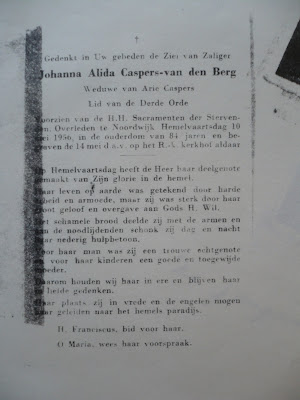 †
Gedenkt in Uw gebeden de Ziel van Zaliger
Johanna Alida Caspers-van den Berg
Weduwe van Arie Caspers
Lid van de Derde Orde
Voorzien van de H.H. Sacramenten der Sterven-
den. Overleden te Noordwijk Hemelvaartsdag 10
mei 1956, in de ouderdom van 84 jaren en be-
graven de 14 mei d.a.v. op het R.-k. kerkhof aldaar
Op Hemelvaartsdag heeft de Heer haar deelgenote
gemaakt van Zijn glorie in de hemel.
Haar leven op aarde was getekend door harde
arbeid en armoede, maar zij was sterk door haar
groot geloof en overgave aan Gods H. Wil.
Het schamele brood deelde zij met de armen en
aan de noodlijdenden schonk zij dag en nacht
haar nederig hulpbetoon.
Voor haar man was zij een trouwe echtgenote
en voor haar kinderen een goede en toegewijde
moeder.
Daarom houden wij haar in ere en blijven haar
in liefde gedenken.
Haar plaats zij in vrede en de engelen mogen
haar geleiden naar het hemels paradijs.
H. Franciscus, bid voor haar.
O Maria, wees haar voorspraak.